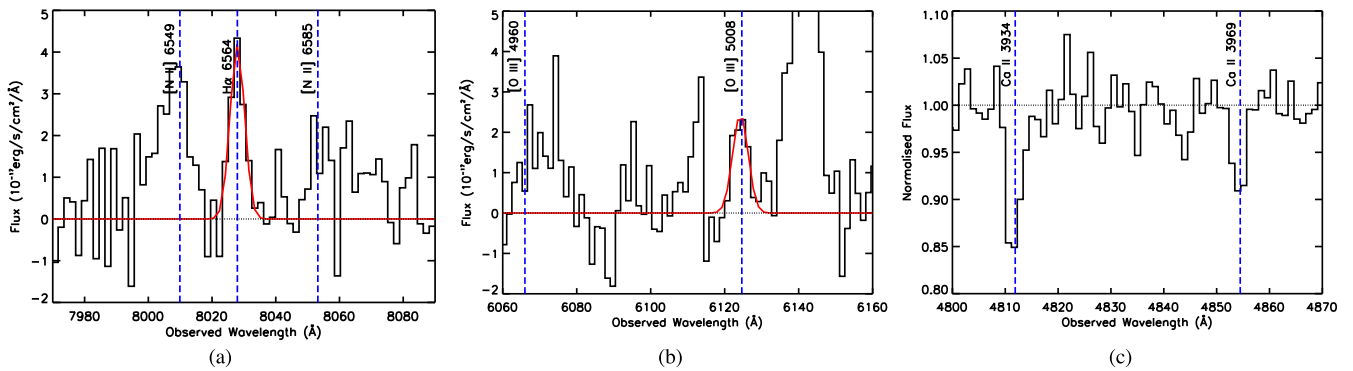 5
4
3
2
1
0
−1
−2
Flux (10⁻¹⁷erg/s/cm²/Å)
[N II] 6549
Hα 6564
[N II] 6585
7980 8000 8020 8040 8060 8080
Observed Wavelength (Å)
(a)
5
4
3
2
1
0
−1
−2
Flux (10⁻¹⁷erg/s/cm²/Å)
[O III] 4960
[O III] 5008
6060 6080 6100 6120 6140 6160
Observed Wavelength (Å)
(b)
1.10
1.05
1.00
0.95
0.90
0.85
0.80
Normalised Flux
Ca II 3934
Ca II 3969
4800 4810 4820 4830 4840 4850 4860 4870
Observed Wavelength (Å)
(c)